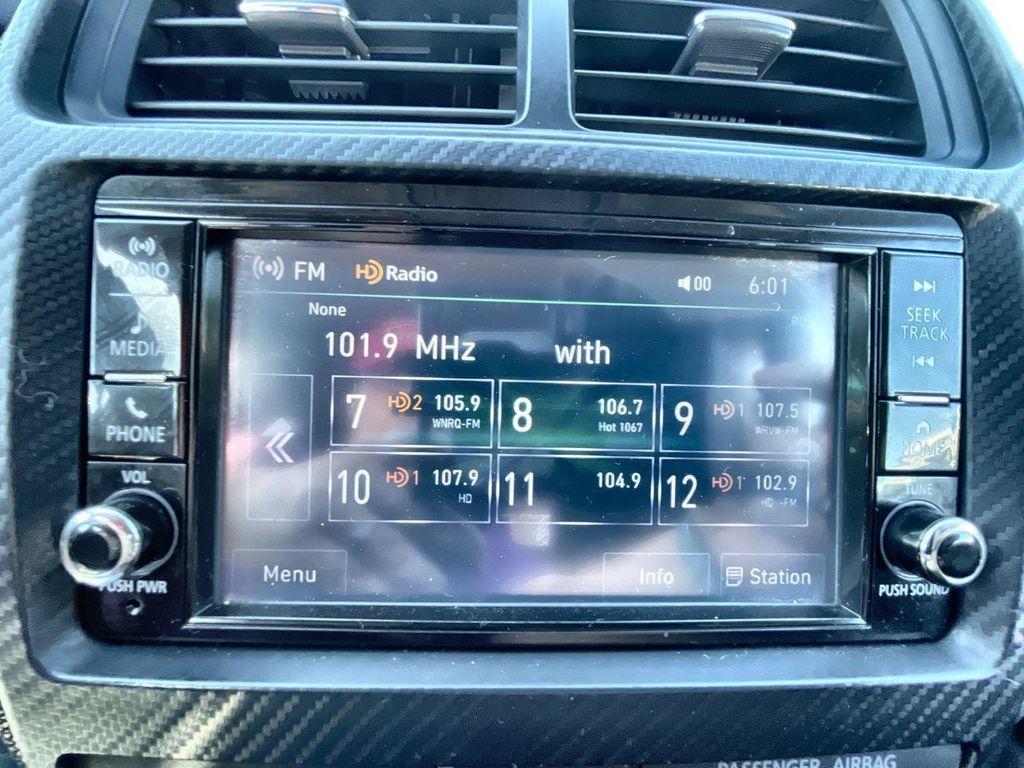 RADIO
MEDIA
PHONE
VOL
PUSH PWR
FM HD Radio 00 6:01
None
101.9 MHz with
7 HD2 105.9
WNRQ-FM
8 106.7
Hot 1067
9 HD1 107.5
WRVW-FM
10 HD1 107.9
HD
11 104.9
12 HD1 102.9
HD -FM
Menu
Info
Station
SEEK
TRACK
HOME
TUNE
PUSH SOUND
PASSENGER AIRBAG